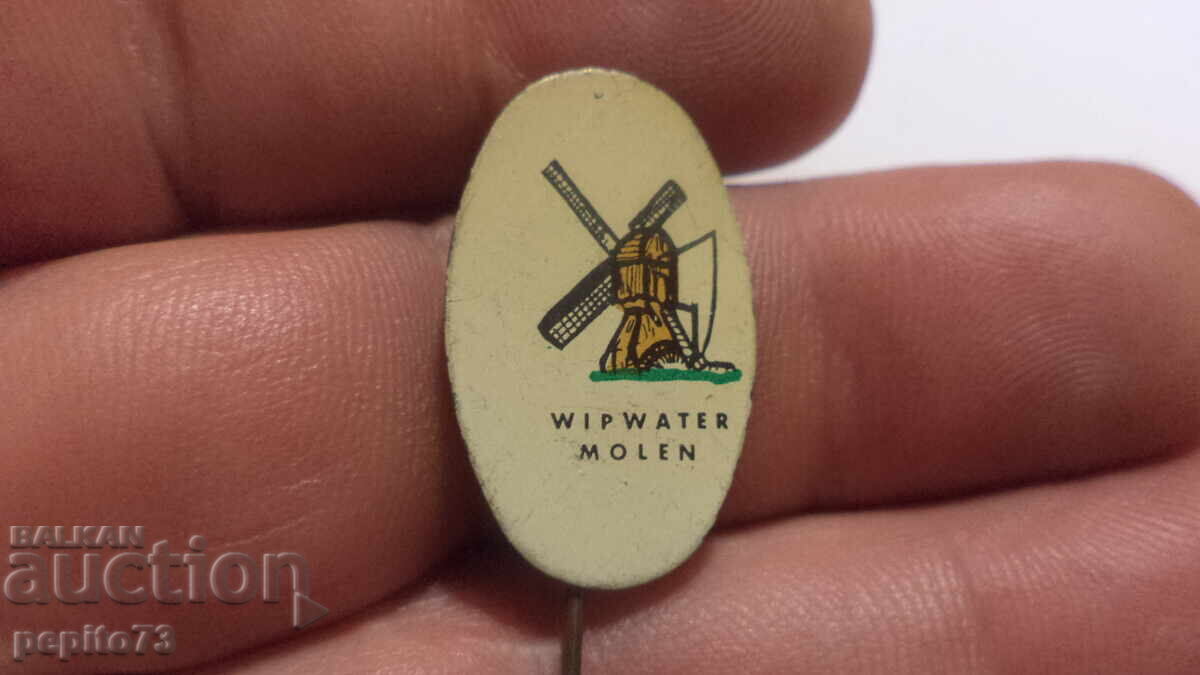 WIPWATER
MOLEN
BALKAN
auction
pepito73